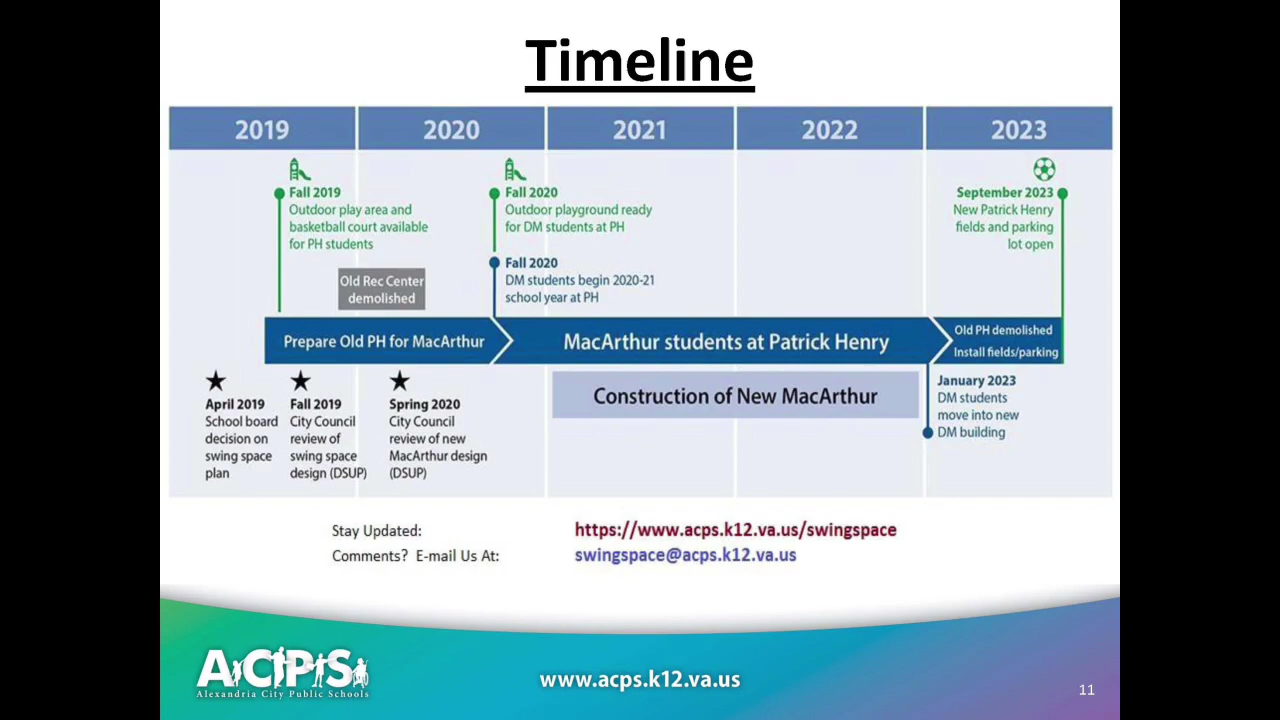 Timeline
2019
2020
2021
2022
2023
Fall 2019
Outdoor play area and
basketball court available
for PH students
Fall 2020
Outdoor playground ready
for DM students at PH
September 2023
New Patrick Henry
fields and parking
lot open
Old Rec Center
demolished
Fall 2020
DM students begin 2020-21
school year at PH
Prepare Old PH for MacArthur
MacArthur students at Patrick Henry
Old PH demolished
Install fields/parking
Construction of New MacArthur
April 2019
School board
decision on
swing space
plan
Fall 2019
City Council
review of
swing space
design (DSUP)
Spring 2020
City Council
review of new
MacArthur design
(DSUP)
January 2023
DM students
move into new
DM building
Stay Updated:
https://www.acps.k12.va.us/swingspace
Comments? E-mail Us At:
swingspace@acps.k12.va.us
ACPS
Alexandria City Public Schools
www.acps.k12.va.us
11